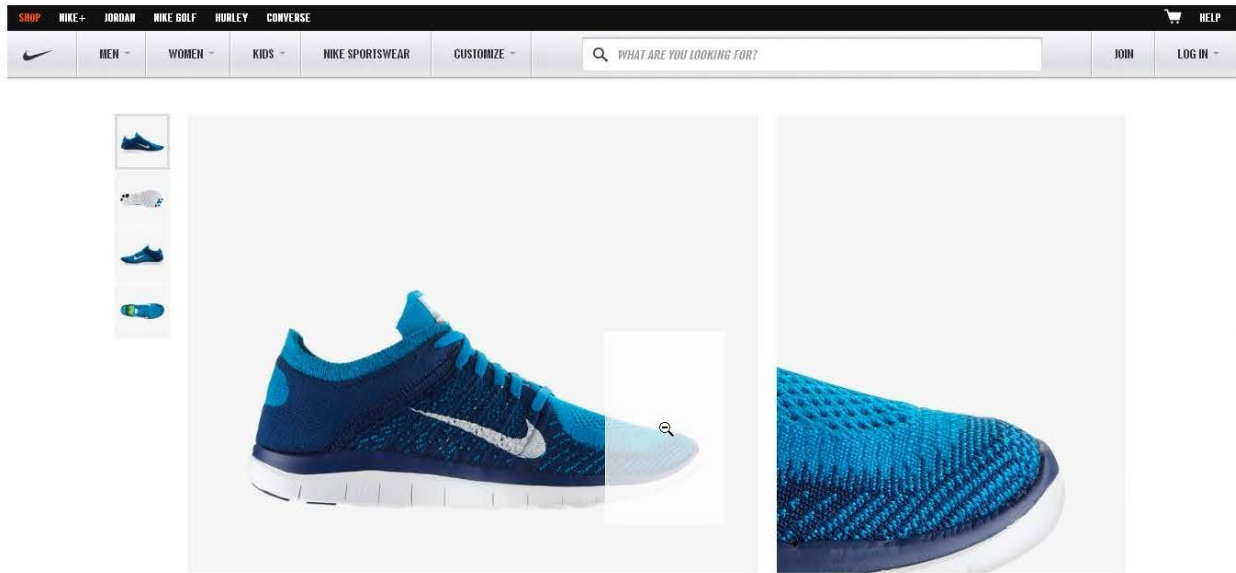 SHOP NIKE+ JORDAN NIKE GOLF HURLEY CONVERSE HELP
MEN WOMEN KIDS NIKE SPORTSWEAR CUSTOMIZE WHAT ARE YOU LOOKING FOR? JOIN LOG IN